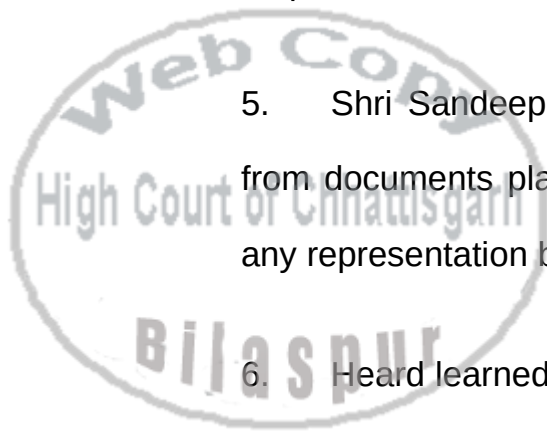 Web Copy
5. Shri Sandeep
from documents pla
High Court of Chhattisgarh
any representation b
Bilaspur
6. Heard learned